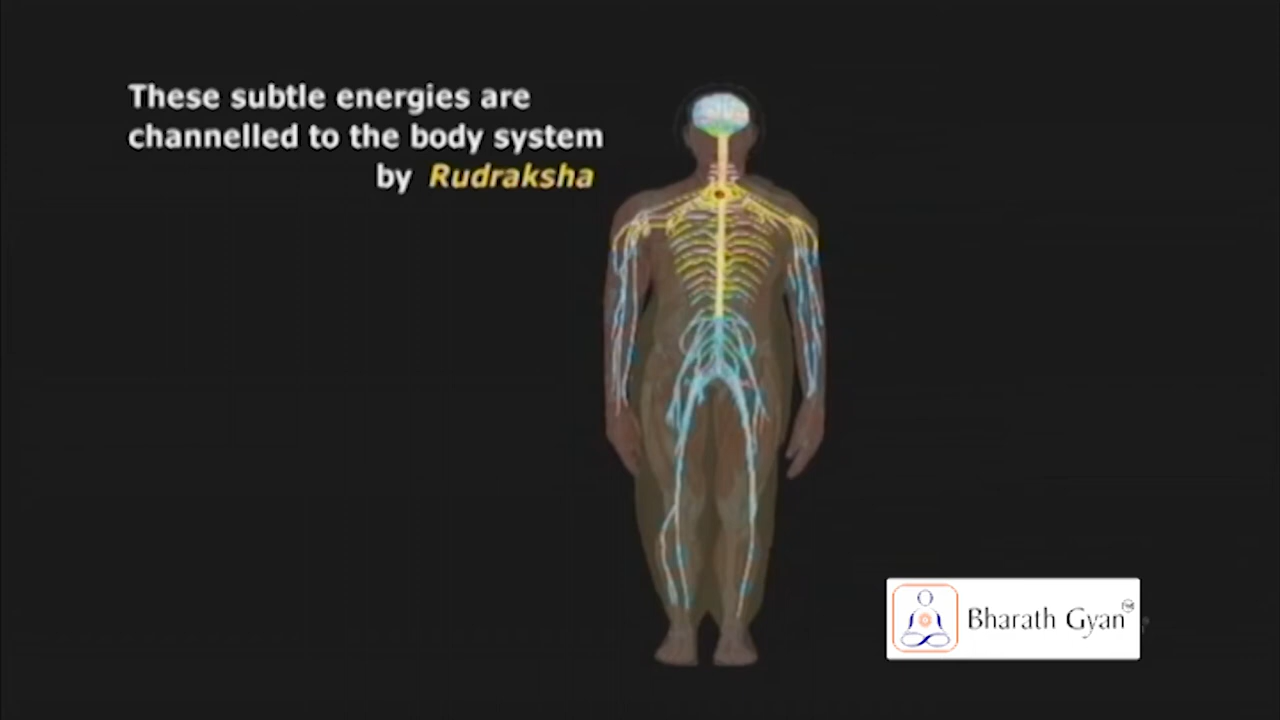 These subtle energies are
channelled to the body system
by Rudraksha
Bharath Gyan